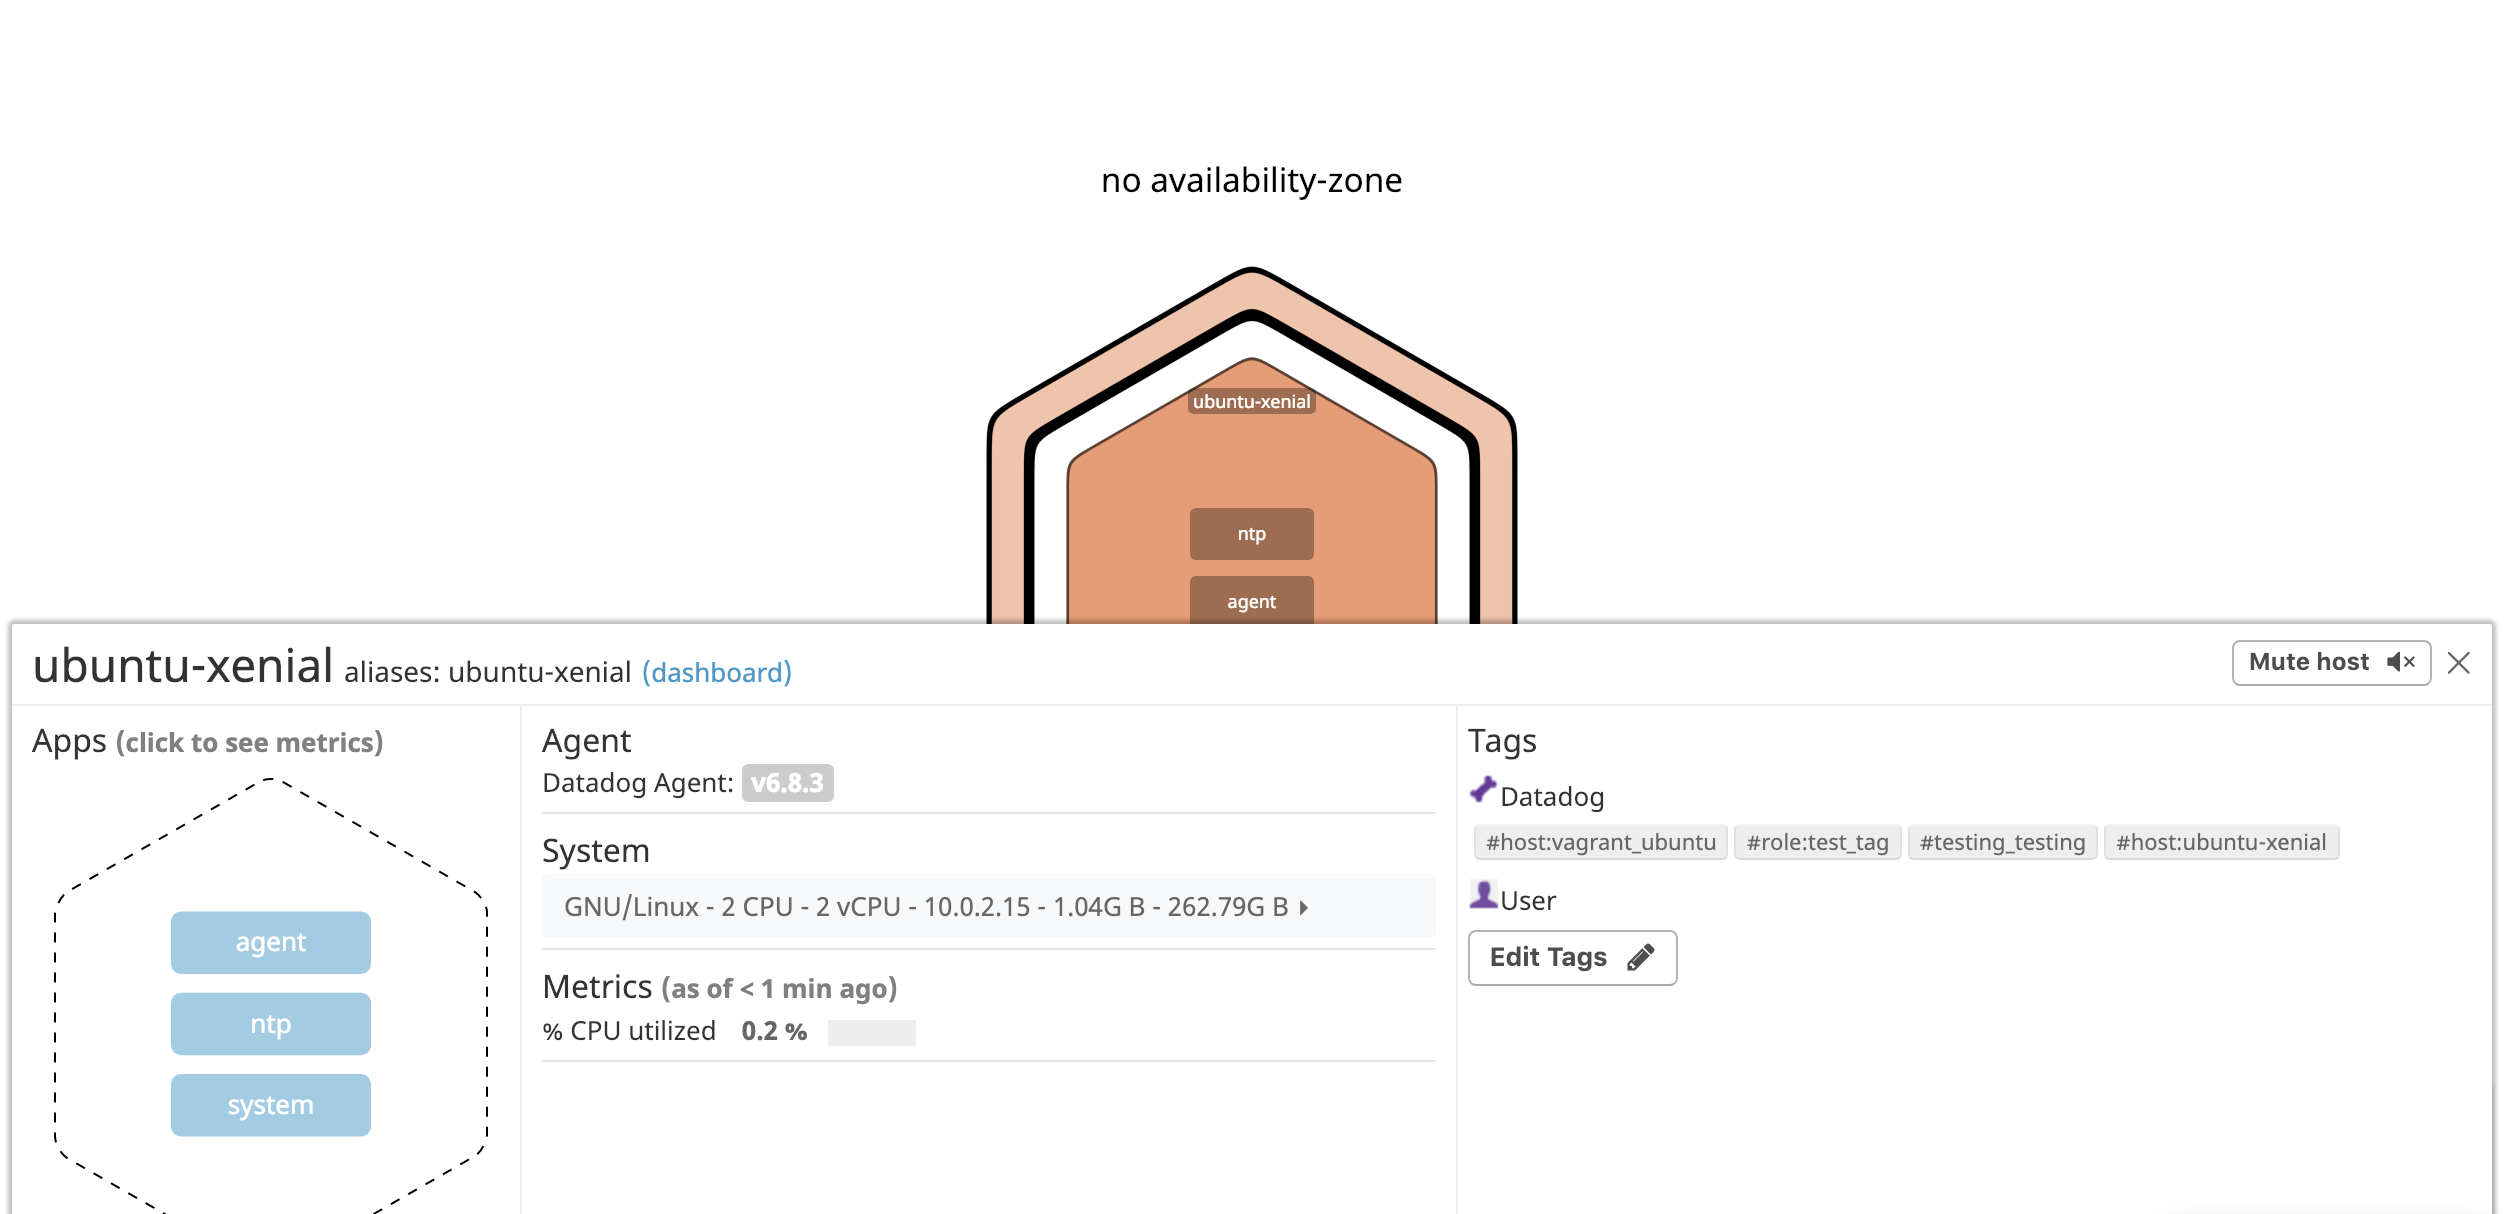 no availability-zone
ubuntu-xenial
ntp
agent
ubuntu-xenial aliases: ubuntu-xenial (dashboard)
Mute host
Apps (click to see metrics)
agent
ntp
system
Agent
Datadog Agent: v6.8.3
System
GNU/Linux - 2 CPU - 2 vCPU - 10.0.2.15 - 1.04G B - 262.79G B
Metrics (as of < 1 min ago)
% CPU utilized 0.2 %
Tags
Datadog
#host:vagrant_ubuntu #role:test_tag #testing_testing #host:ubuntu-xenial
User
Edit Tags